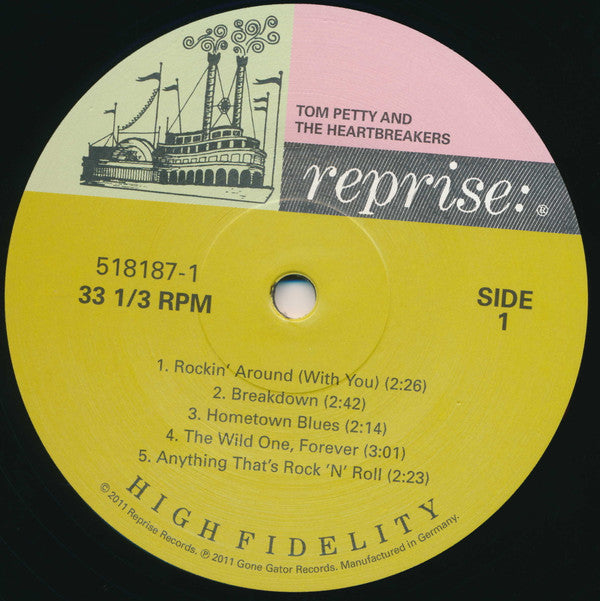 TOM PETTY AND
THE HEARTBREAKERS
reprise: ®
518187-1
33 1/3 RPM
SIDE
1
1. Rockin' Around (With You) (2:26)
2. Breakdown (2:42)
3. Hometown Blues (2:14)
4. The Wild One, Forever (3:01)
5. Anything That's Rock 'N' Roll (2:23)
HIGH FIDELITY
© 2011 Reprise Records. ℗ 2011 Gone Gator Records. Manufactured in Germany.